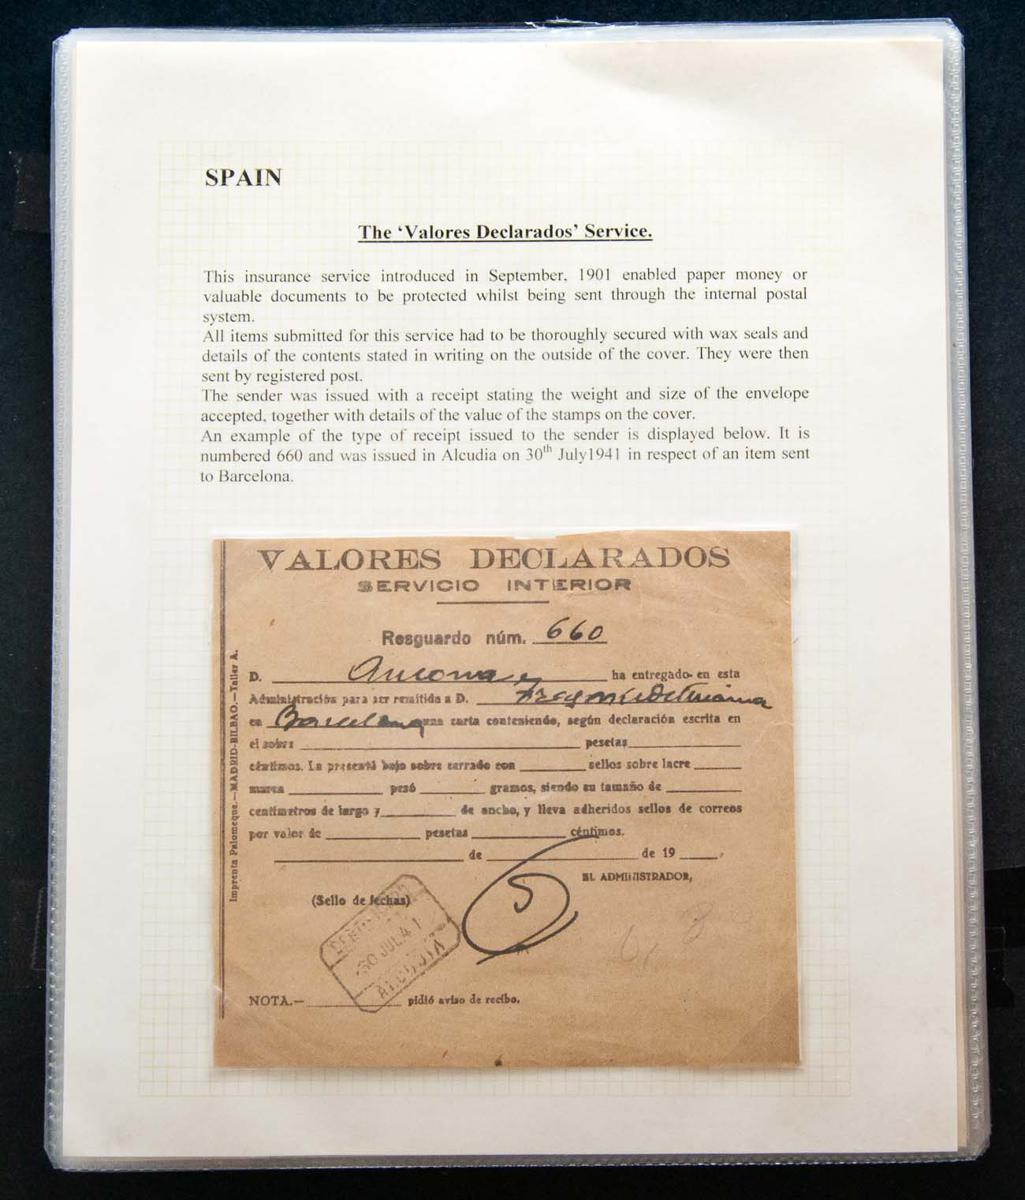 SPAIN
The ‘Valores Declarados’ Service.
This insurance service introduced in September, 1901 enabled paper money or
valuable documents to be protected whilst being sent through the internal postal
system.
All items submitted for this service had to be thoroughly secured with wax seals and
details of the contents stated in writing on the outside of the cover. They were then
sent by registered post.
The sender was issued with a receipt stating the weight and size of the envelope
accepted, together with details of the value of the stamps on the cover.
An example of the type of receipt issued to the sender is displayed below. It is
numbered 660 and was issued in Alcudia on 30th July1941 in respect of an item sent
to Barcelona.
VALORES DECLARADOS
SERVICIO INTERIOR
Resguardo núm. 660
D. ha entregado en esta
Administración para ser remitida a D.
en Barcelona una carta conteniendo, según declaración escrita en
el sobre pesetas
céntimos. La presentá bajo sobre cerrado con sellos sobre lacre
marca pesó gramos, siendo su tamaño de
centímetros de largo y de ancho, y lleva adheridos sellos de correos
por valor de pesetas céntimos.
de de 19
EL ADMINISTRADOR,
(Sello de fechas)
30 JUL 41
ALCUDIA
NOTA.— pidió aviso de recibo.
Imprenta Palomeque.—MADRID-BILBAO.—Taller A.